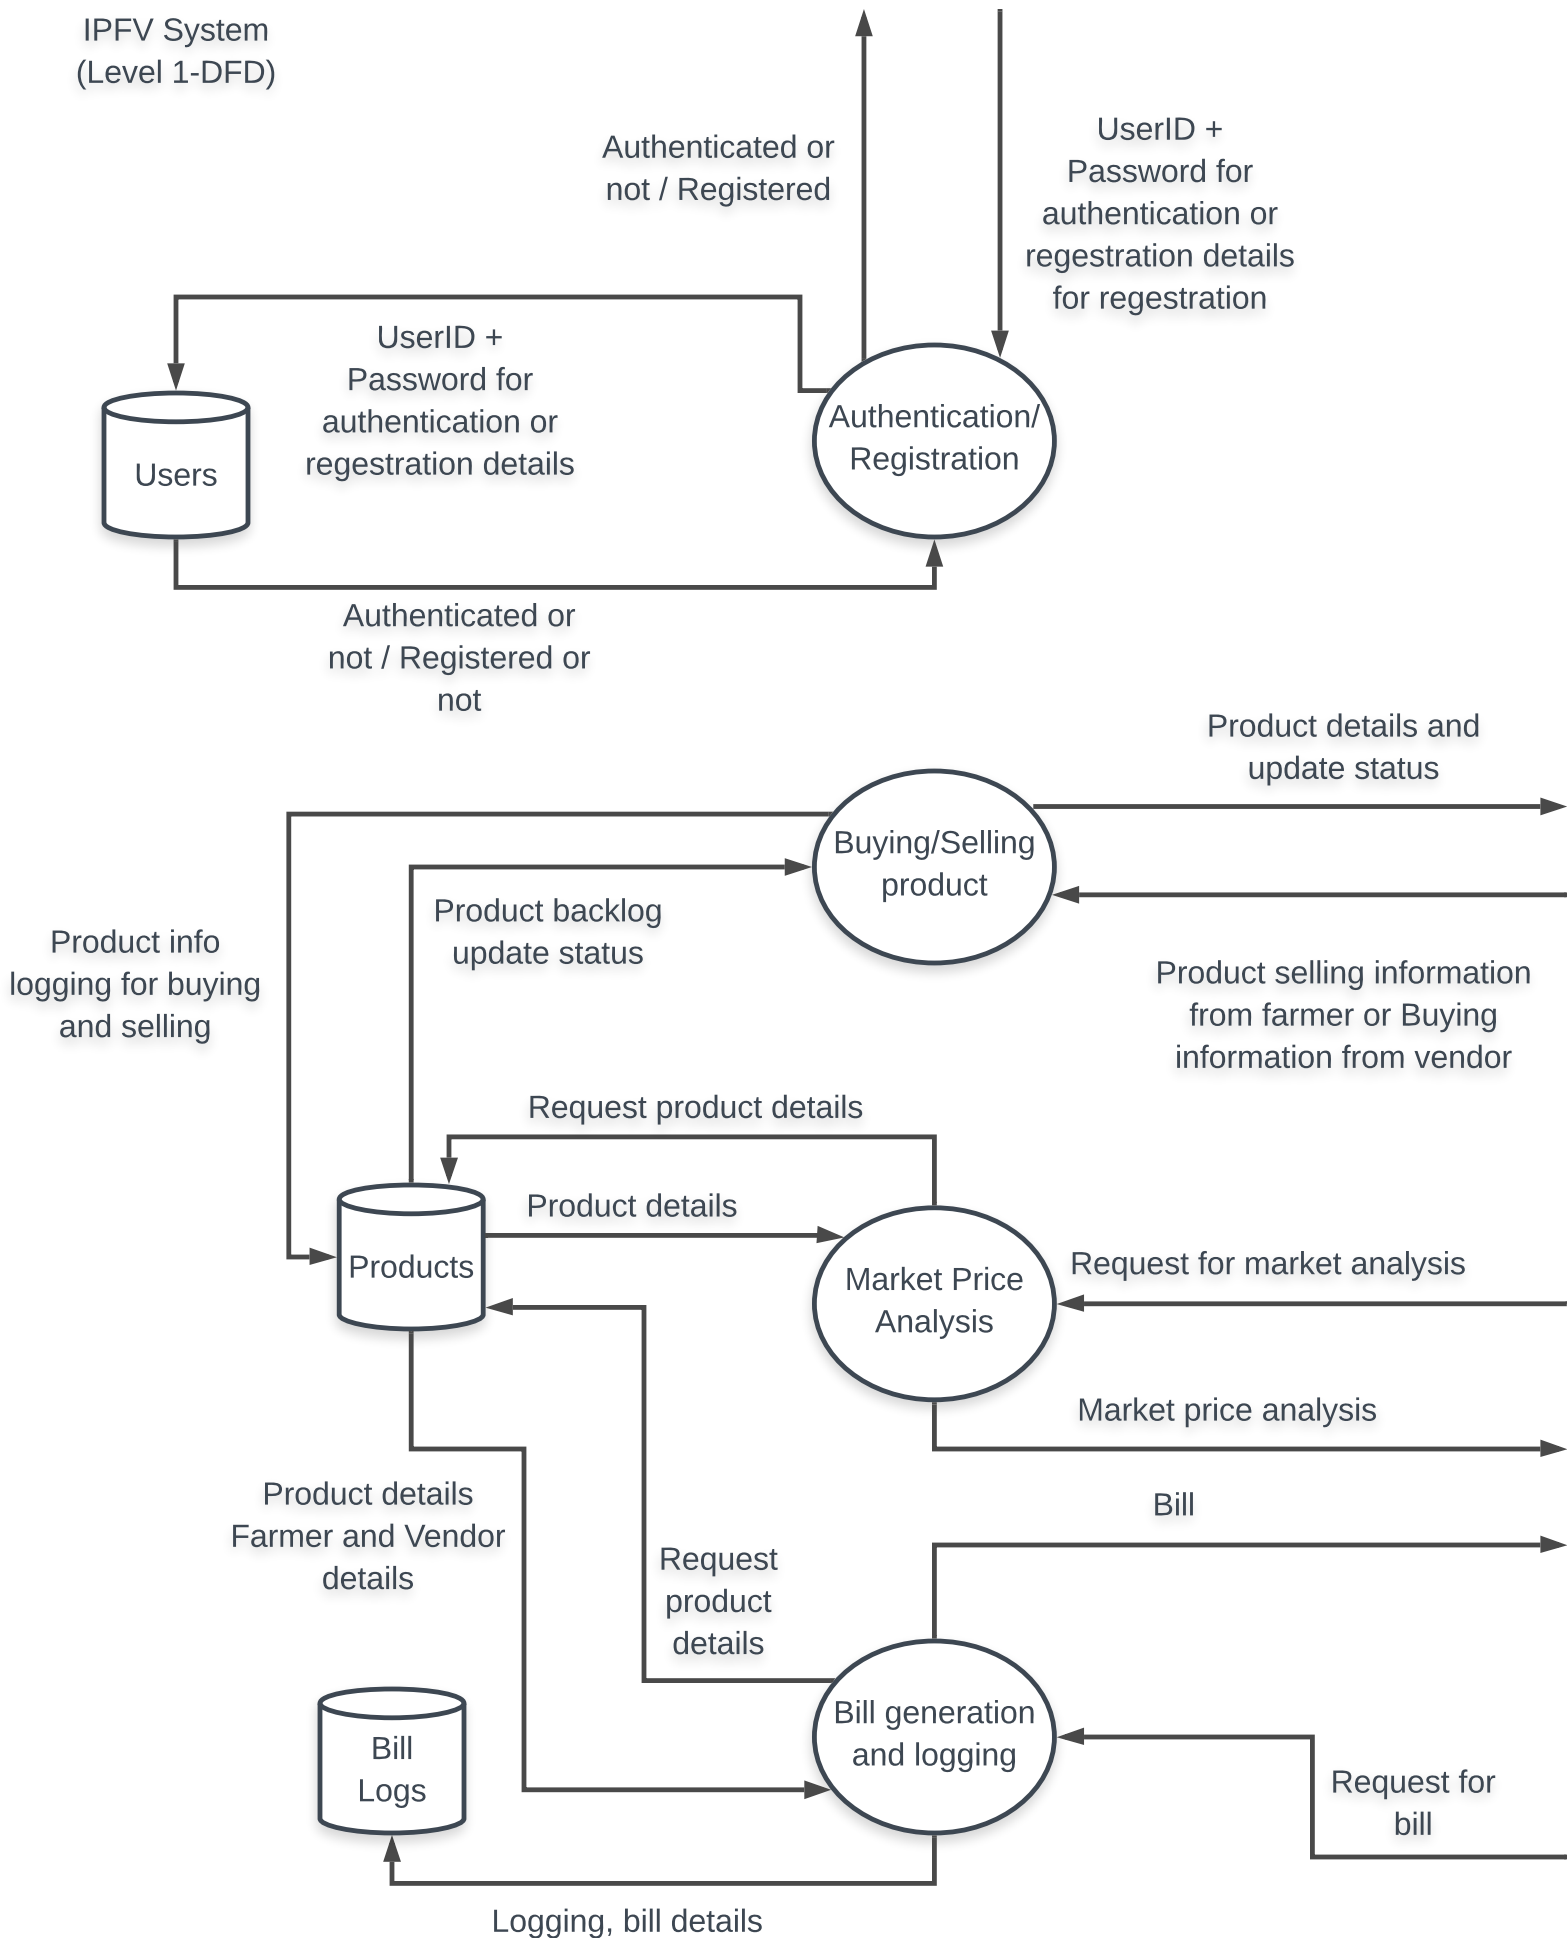 IPFV System
(Level 1-DFD)
Authenticated or
not / Registered
UserID +
Password for
authentication or
regestration details
for regestration
UserID +
Password for
authentication or
regestration details
Users
Authentication/
Registration
Authenticated or
not / Registered or
not
Product details and
update status
Buying/Selling
product
Product backlog
update status
Product info
logging for buying
and selling
Product selling information
from farmer or Buying
information from vendor
Request product details
Product details
Products
Market Price
Analysis
Request for market analysis
Market price analysis
Product details
Farmer and Vendor
details
Bill
Request
product
details
Bill generation
and logging
Bill
Logs
Request for
bill
Logging, bill details